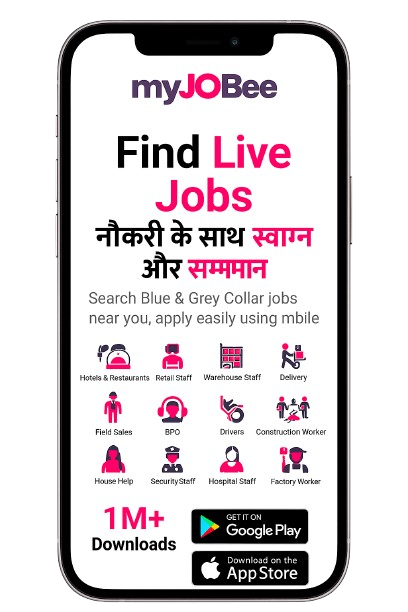 myJOBee
Find Live
Jobs
नौकरी के साथ स्वाग्न
और सम्ममान
Search Blue & Grey Collar jobs
near you, apply easily using mbile
Hotels & Restaurants Retail Staff Warehouse Staff Delivery
Field Sales BPO Drivers Construction Worker
House Help Security Staff Hospital Staff Factory Worker
1M+
Downloads
GET IT ON
Google Play
Download on the
App Store